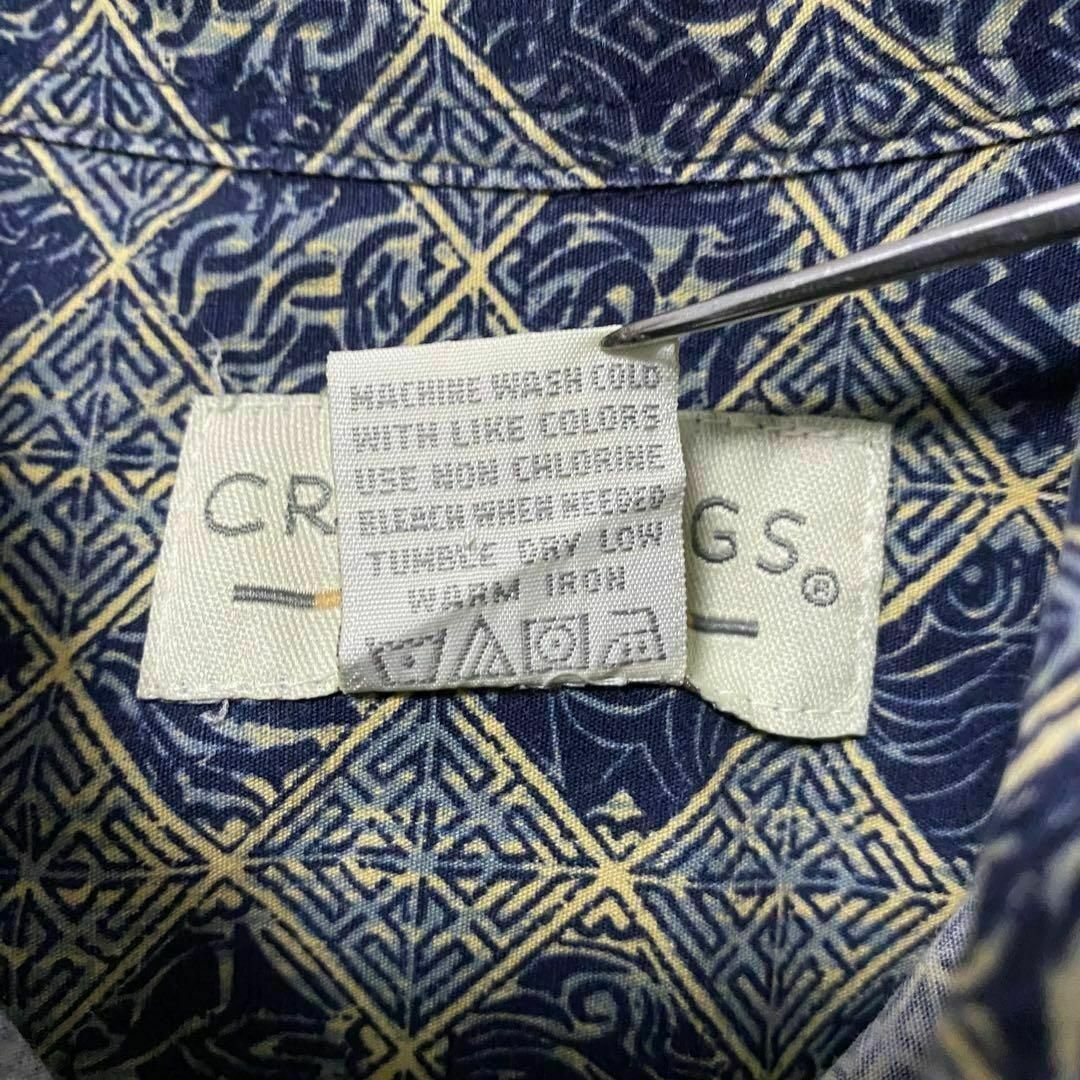 MACHINE WASH COLD
WITH LIKE COLORS
USE NON CHLORINE
BLEACH WHEN NEEDED
TUMBLE DRY LOW
WARM IRON
CR GS®